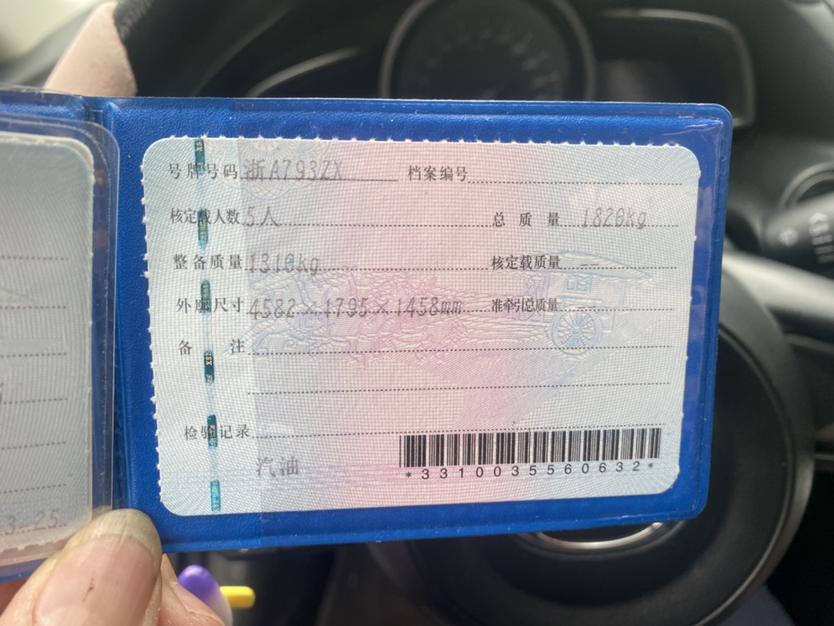 号牌号码 浙A793ZX 档案编号
核定载人数 5人 总质量 1820kg
整备质量 1310kg 核定载质量 --
外廓尺寸 4582×1795×1458mm 准牵引总质量
备注
检验记录
汽油
*3310035560632*
3.25